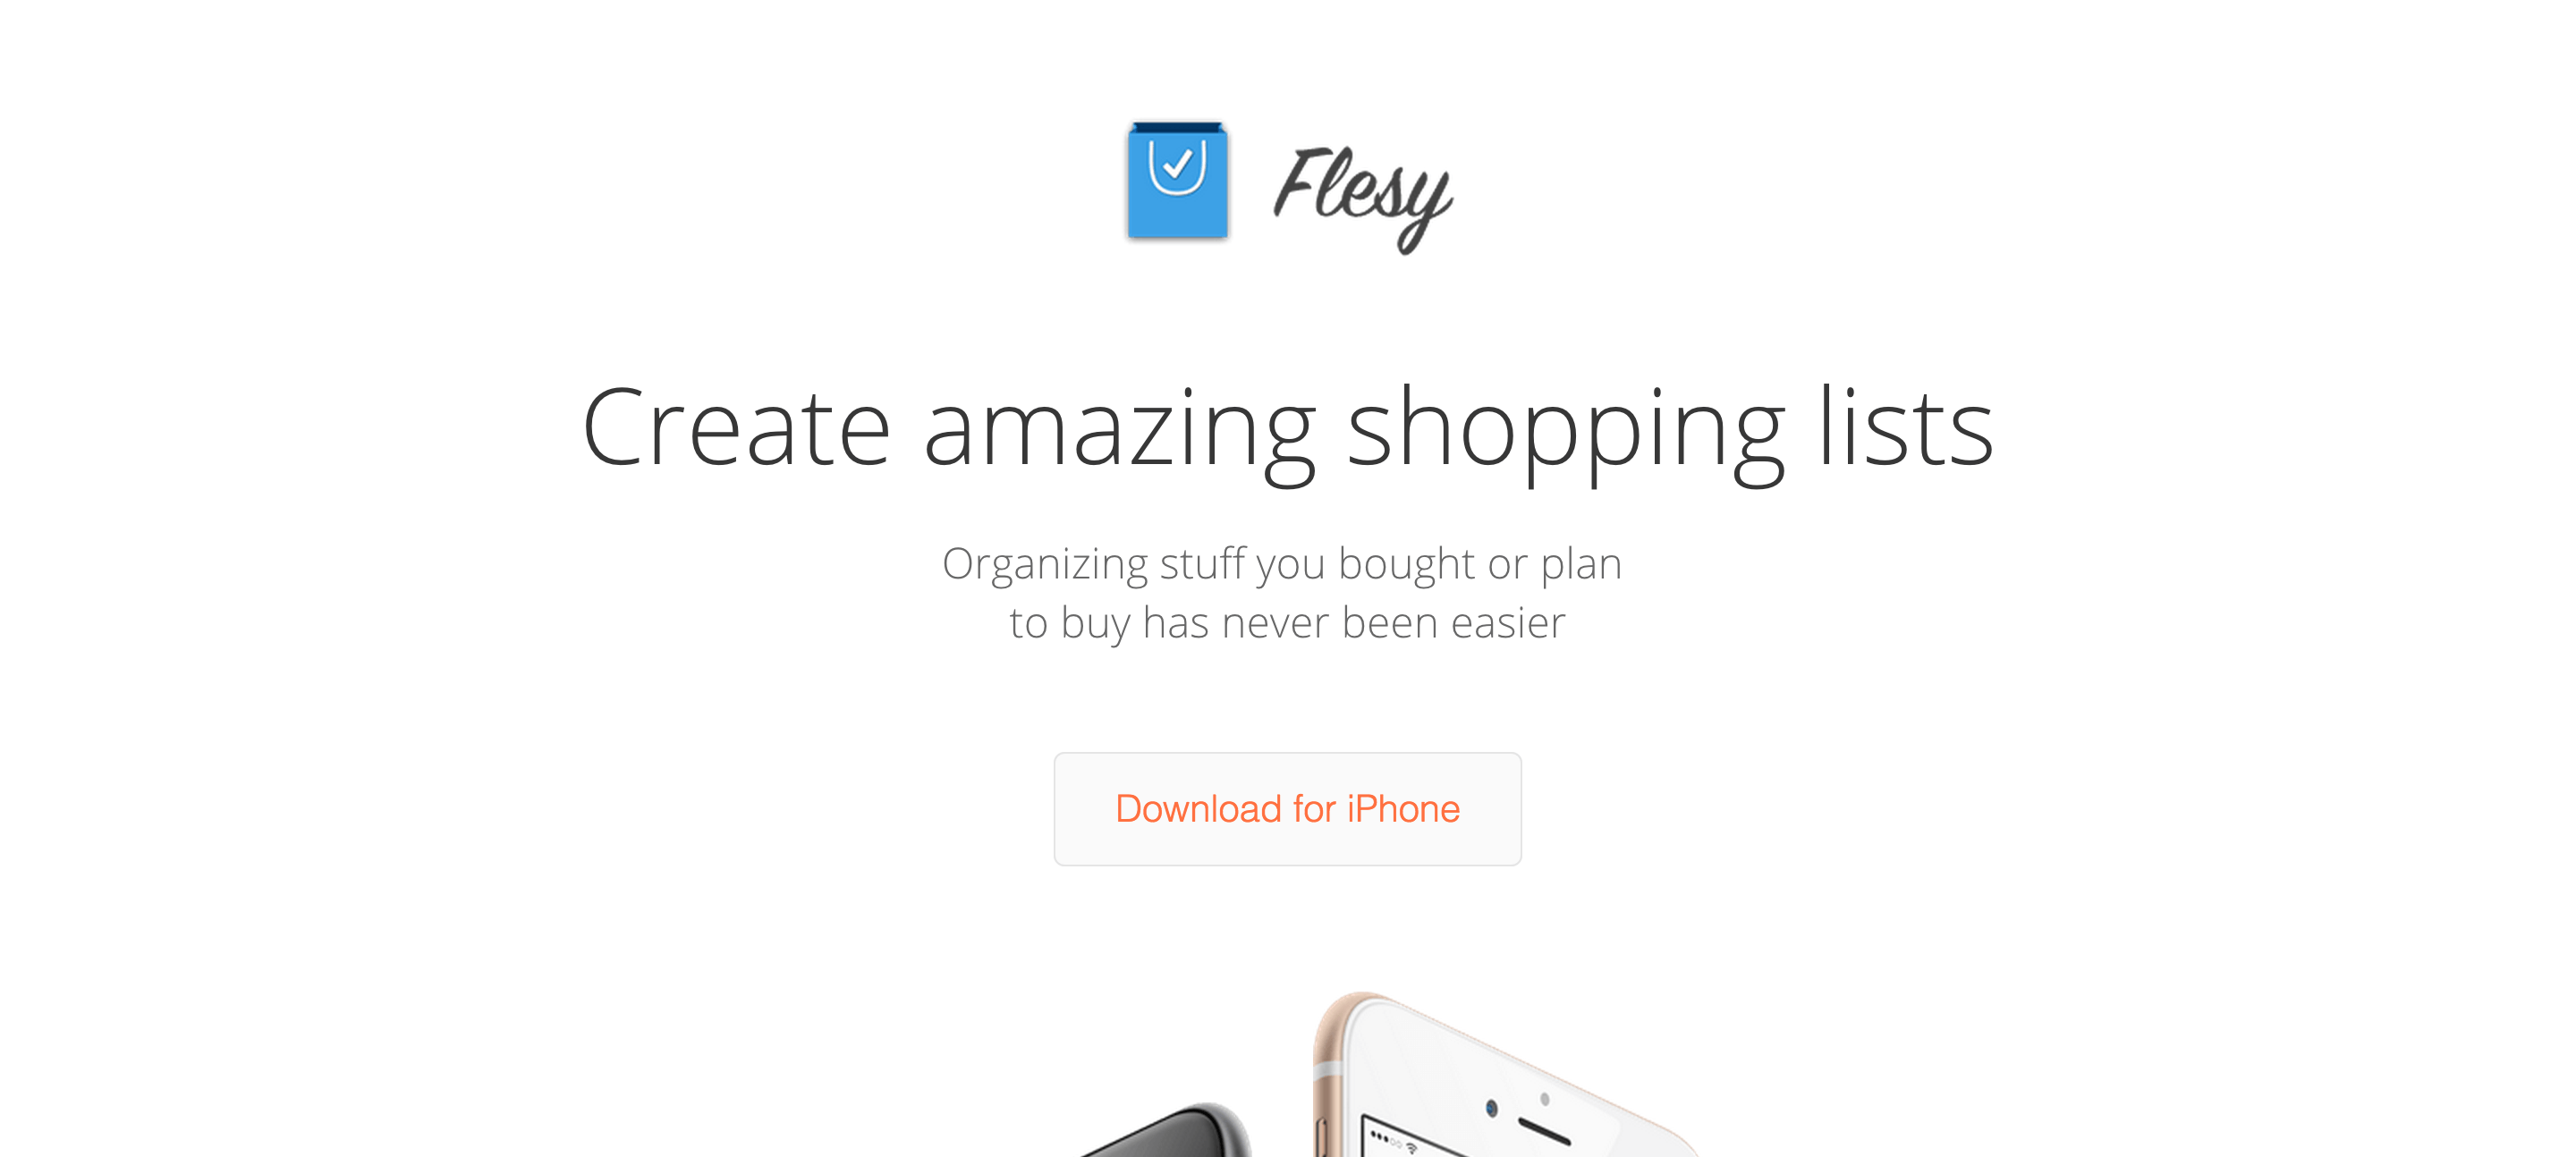 Flesy
Create amazing shopping lists
Organizing stuff you bought or plan
to buy has never been easier
Download for iPhone